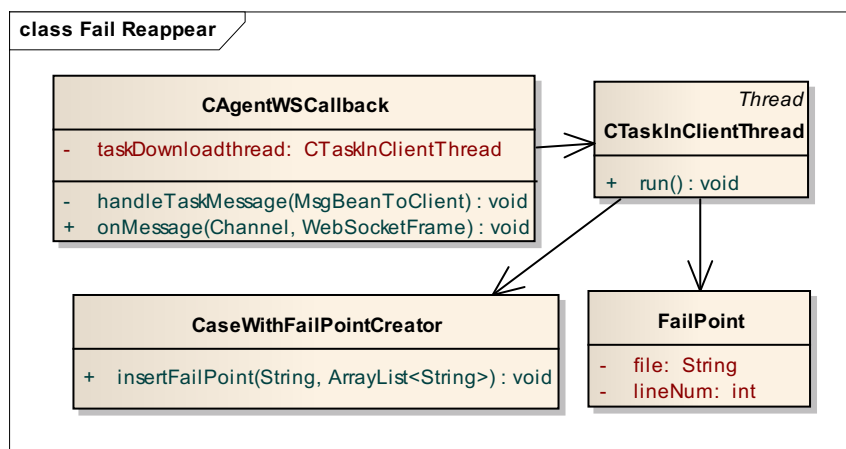 class Fail Reappear
CAgentWSCallback
- taskDownloadthread: CTaskInClientThread
- handleTaskMessage(MsgBeanToClient) : void
+ onMessage(Channel, WebSocketFrame) : void
Thread
CTaskInClientThread
+ run() : void
CaseWithFailPointCreator
+ insertFailPoint(String, ArrayList<String>) : void
FailPoint
- file: String
- lineNum: int